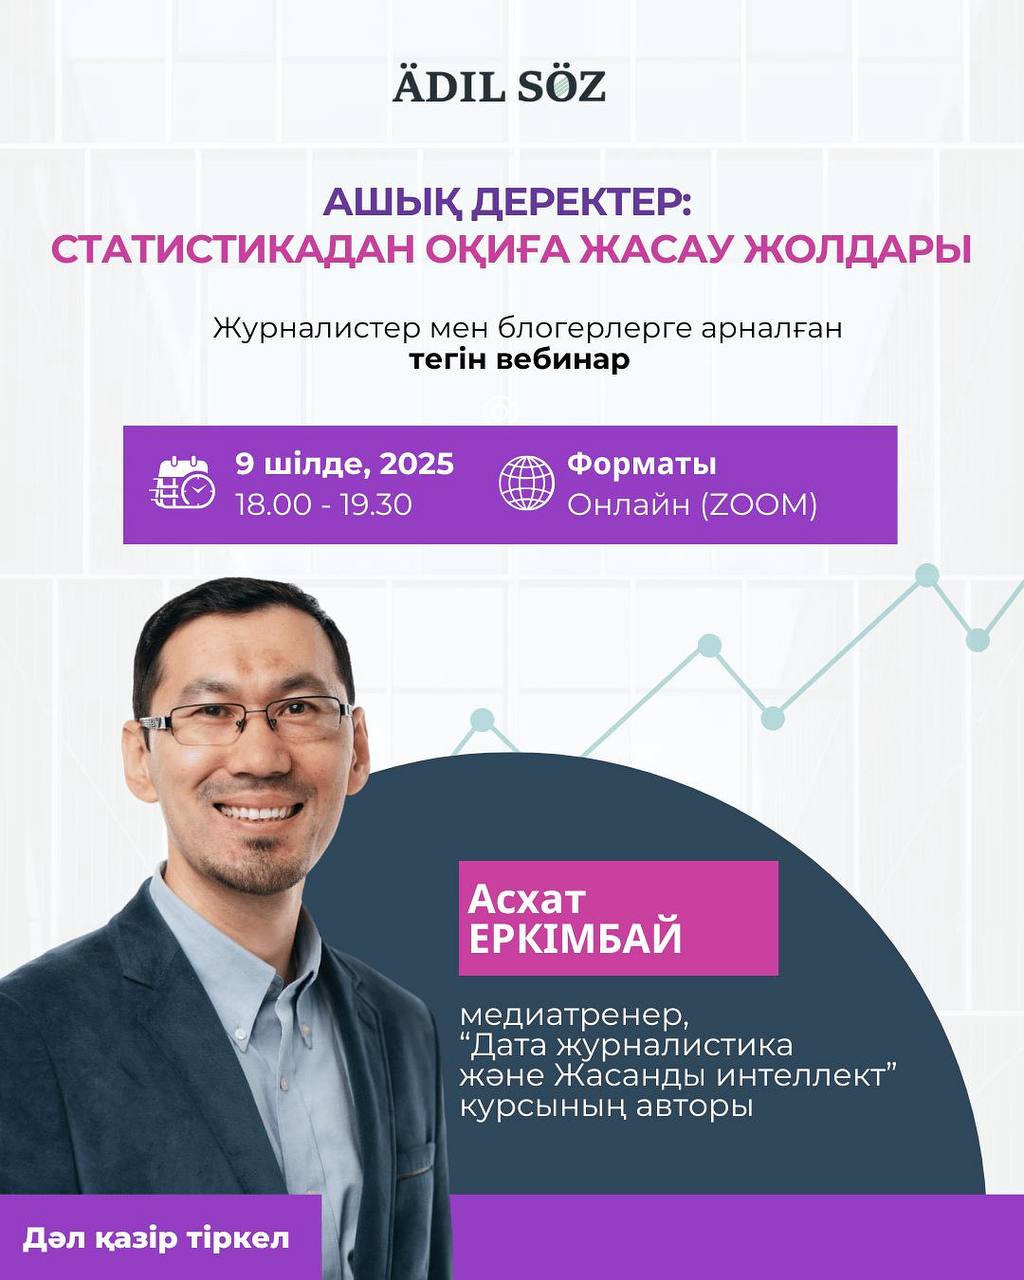 ÄDIL SÖZ
АШЫҚ ДЕРЕКТЕР:
СТАТИСТИКАДАН ОҚИҒА ЖАСАУ ЖОЛДАРЫ
Журналистер мен блогерлерге арналған
тегін вебинар
9 шілде, 2025
18.00 - 19.30
Форматы
Онлайн (ZOOM)
Асхат
ЕРКІМБАЙ
медиатренер,
“Дата журналистика
және Жасанды интеллект”
курсының авторы
Дәл қазір тіркел